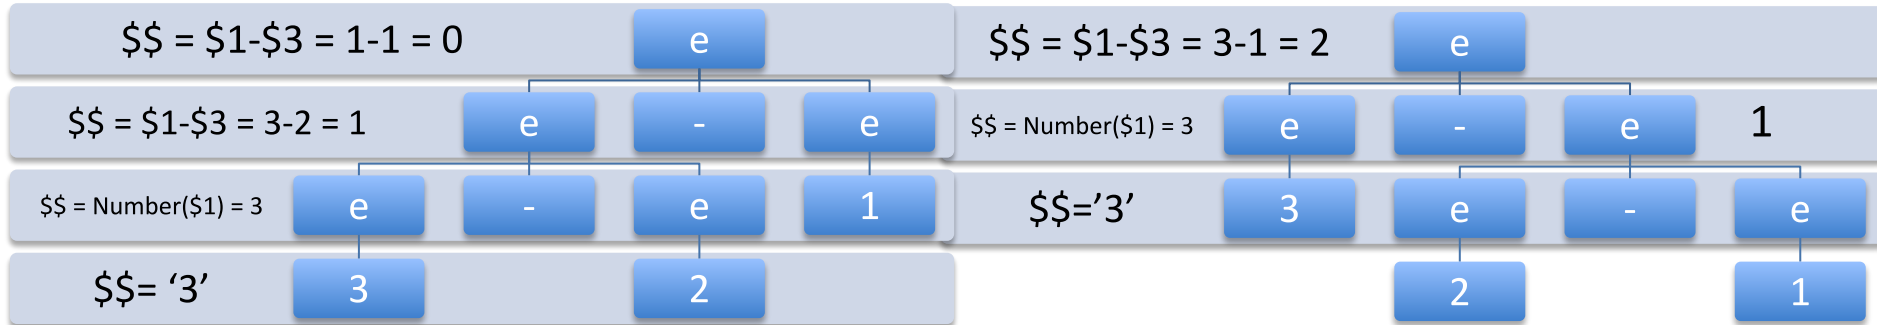 $$ = $1-$3 = 1-1 = 0 e
$$ = $1-$3 = 3-2 = 1 e - e
$$ = Number($1) = 3 e - e 1
$$= ‘3’ 3 2
$$ = $1-$3 = 3-1 = 2 e
$$ = Number($1) = 3 e - e 1
$$=’3’ 3 e - e
2 1